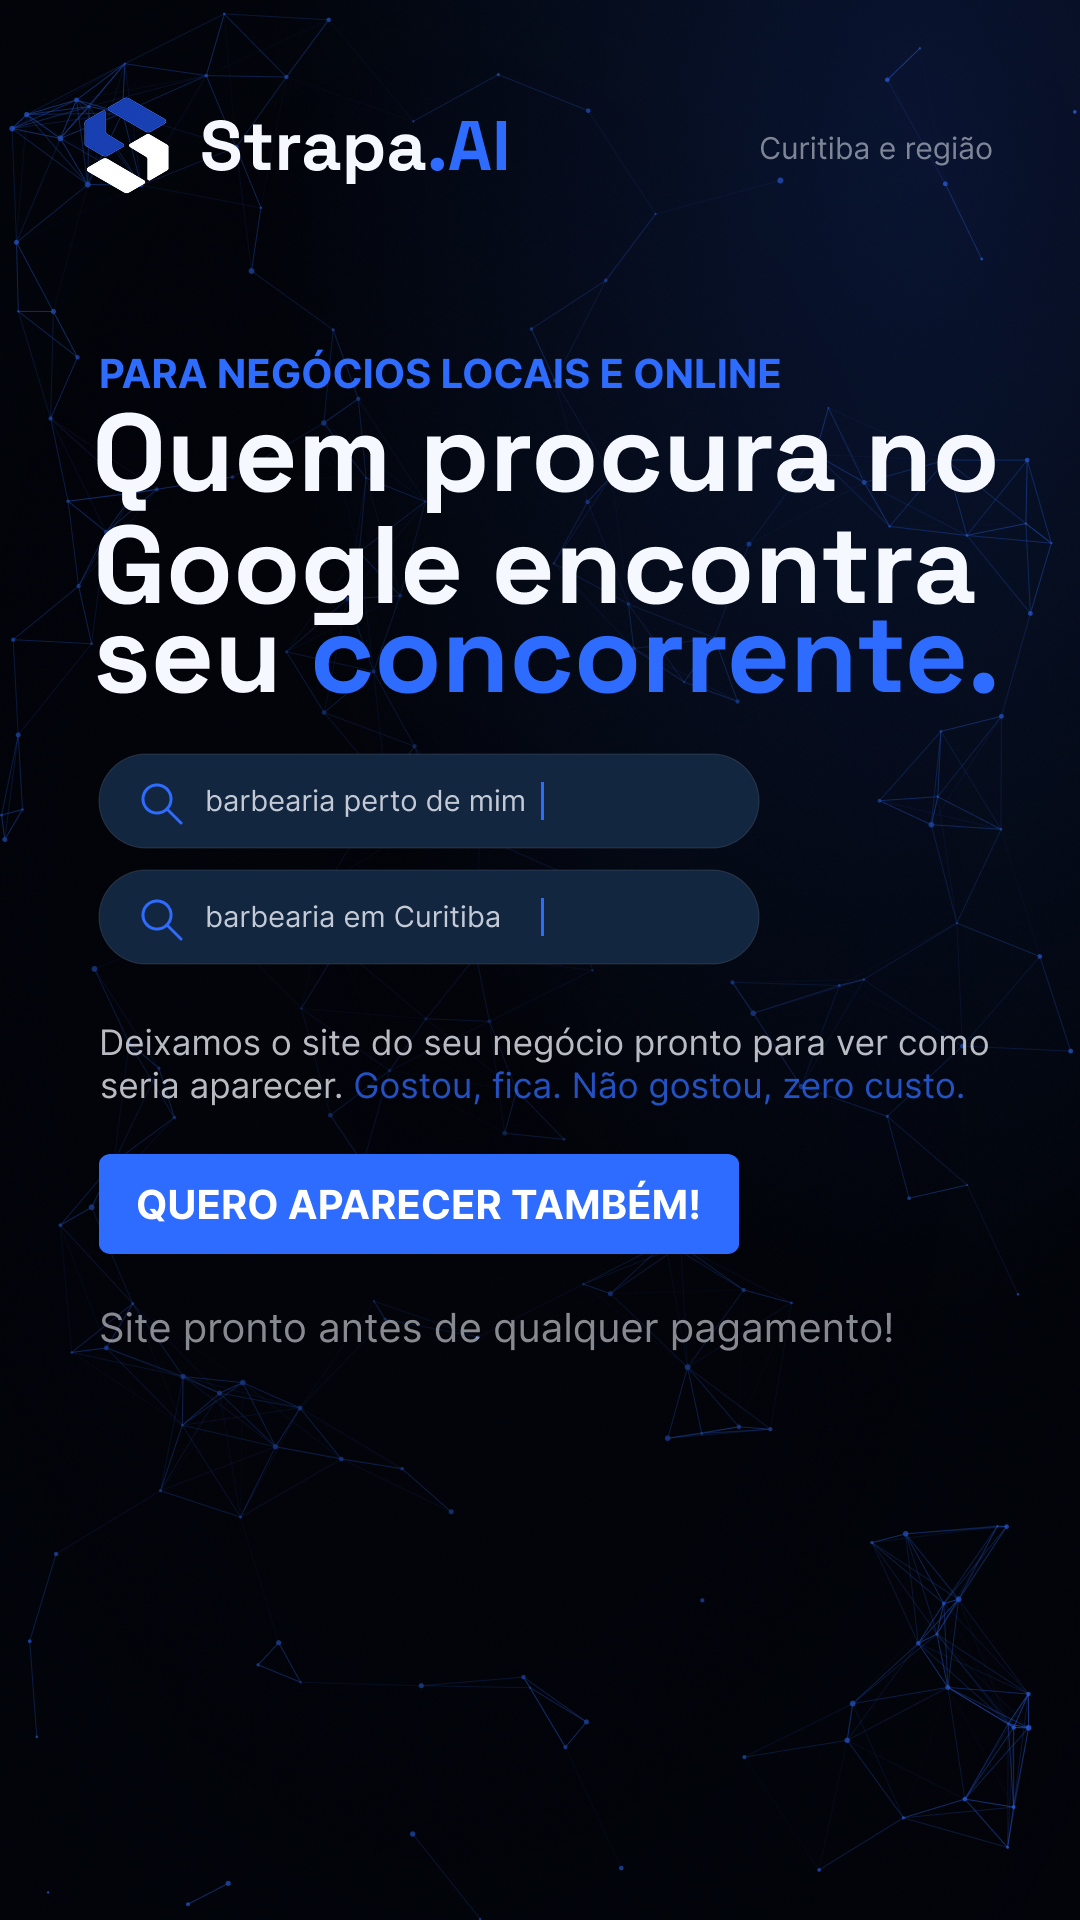 Strapa.AI
Curitiba e região
PARA NEGÓCIOS LOCAIS E ONLINE
Quem procura no
Google encontra
seu concorrente.
barbearia perto de mim
barbearia em Curitiba
Deixamos o site do seu negócio pronto para ver como
seria aparecer. Gostou, fica. Não gostou, zero custo.
QUERO APARECER TAMBÉM!
Site pronto antes de qualquer pagamento!